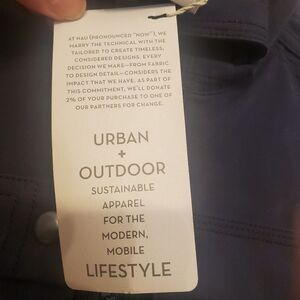 AT NAU (PRONOUNCED "NOW"), WE
MARRY THE TECHNICAL WITH THE
TAILORED TO CREATE TIMELESS,
CONSIDERED DESIGNS. EVERY
DECISION WE MAKE—FROM FABRIC
TO DESIGN DETAIL—CONSIDERS THE
IMPACT THAT WE HAVE. AS PART OF
THIS COMMITMENT, WE'LL DONATE
2% OF YOUR PURCHASE TO ONE OF
OUR PARTNERS FOR CHANGE.
URBAN
+
OUTDOOR
SUSTAINABLE
APPAREL
FOR THE
MODERN,
MOBILE
LIFESTYLE